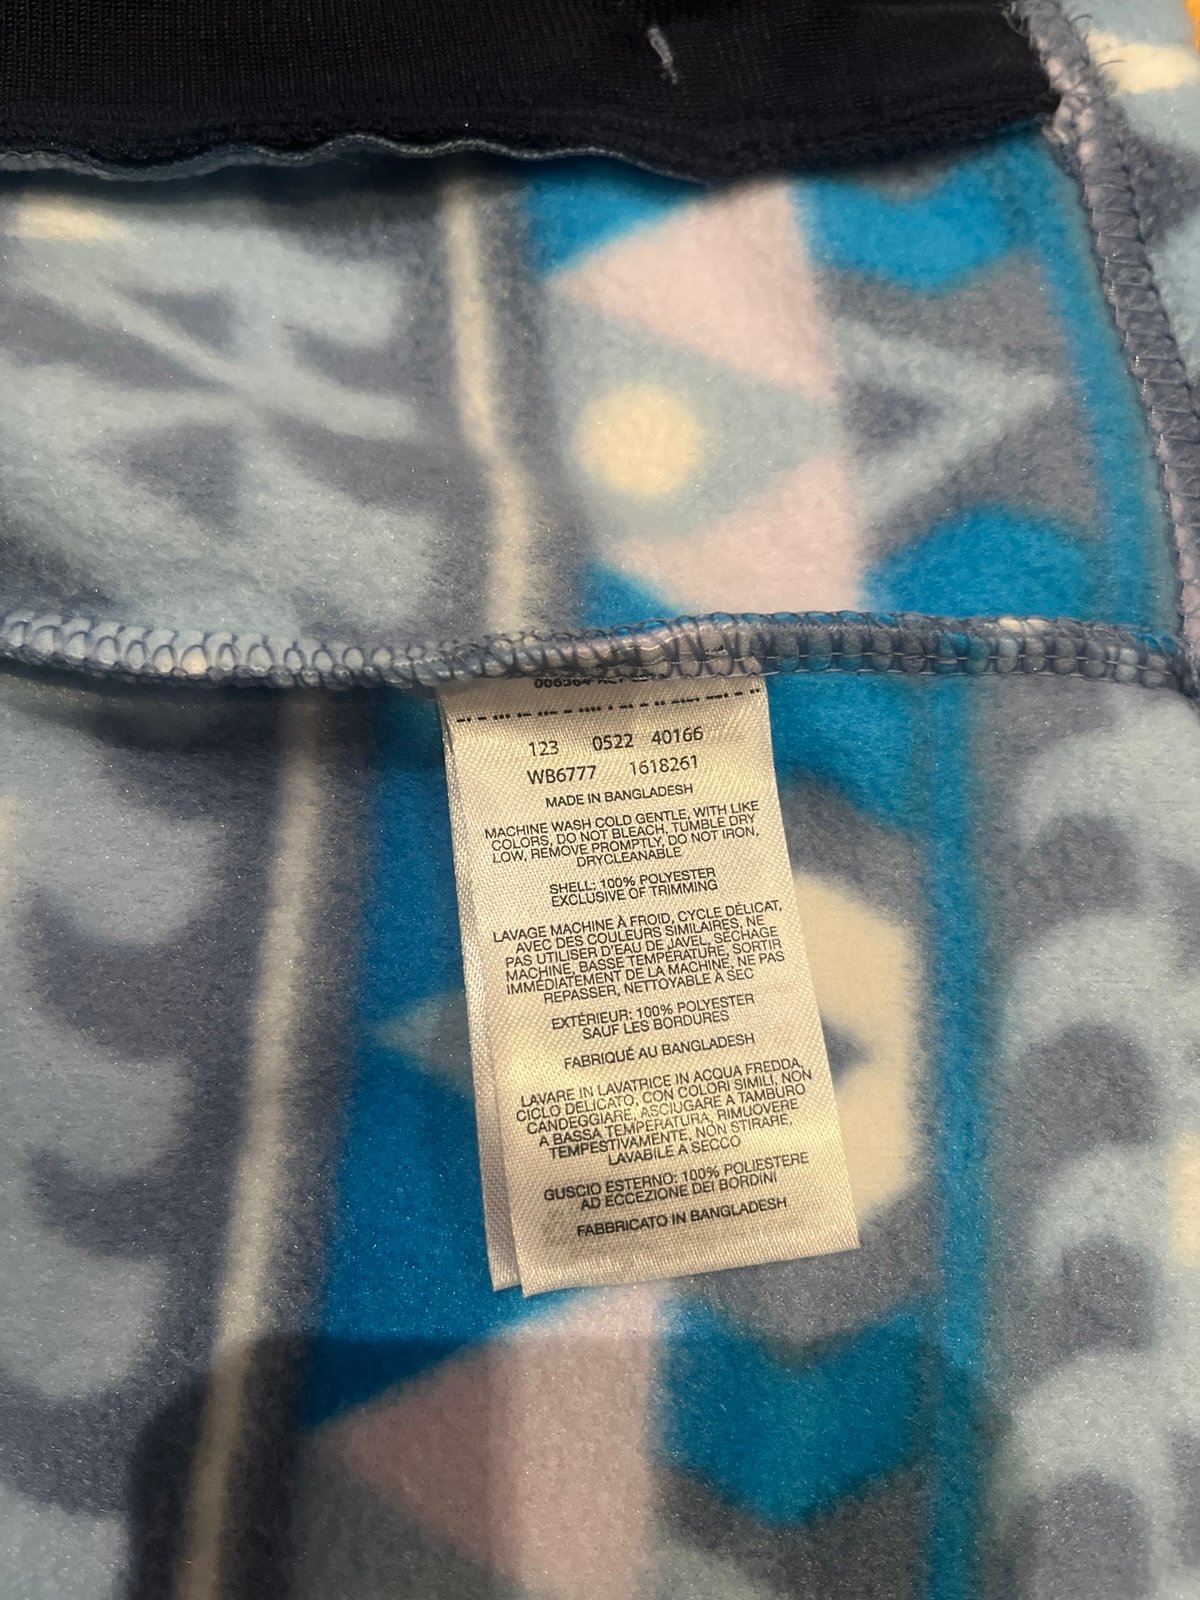 123 0522 40166
WB6777 1618261
MADE IN BANGLADESH
MACHINE WASH COLD GENTLE, WITH LIKE
COLORS, DO NOT BLEACH, TUMBLE DRY
LOW, REMOVE PROMPTLY, DO NOT IRON,
DRYCLEANABLE
SHELL: 100% POLYESTER
EXCLUSIVE OF TRIMMING
LAVAGE MACHINE À FROID, CYCLE DÉLICAT,
AVEC DES COULEURS SIMILAIRES, NE
PAS UTILISER D'EAU DE JAVEL, SÉCHAGE
MACHINE, BASSE TEMPÉRATURE, SORTIR
IMMÉDIATEMENT DE LA MACHINE, NE PAS
REPASSER, NETTOYABLE À SEC
EXTÉRIEUR: 100% POLYESTER
SAUF LES BORDURES
FABRIQUÉ AU BANGLADESH
LAVARE IN LAVATRICE IN ACQUA FREDDA,
CICLO DELICATO, CON COLORI SIMILI, NON
CANDEGGIARE, ASCIUGARE A TAMBURO
A BASSA TEMPERATURA, RIMUOVERE
TEMPESTIVAMENTE, NON STIRARE,
LAVABILE A SECCO
GUSCIO ESTERNO: 100% POLIESTERE
AD ECCEZIONE DEI BORDINI
FABBRICATO IN BANGLADESH